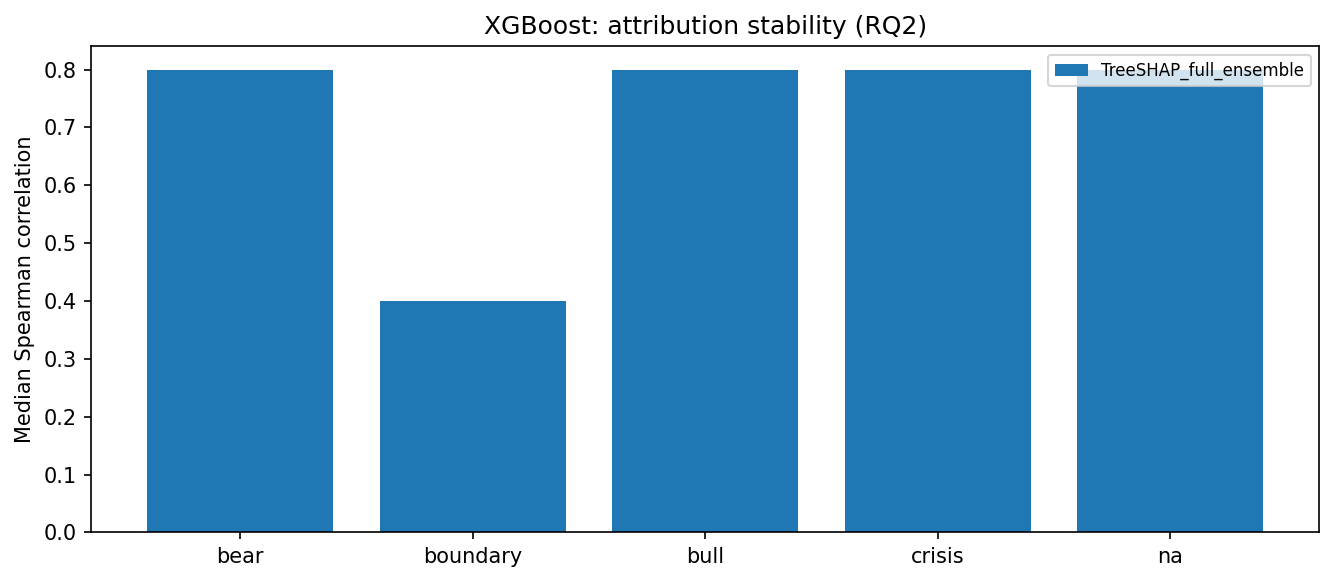 XGBoost: attribution stability (RQ2)
TreeSHAP_full_ensemble
Median Spearman correlation
0.8
0.7
0.6
0.5
0.4
0.3
0.2
0.1
0.0
bear boundary bull crisis na